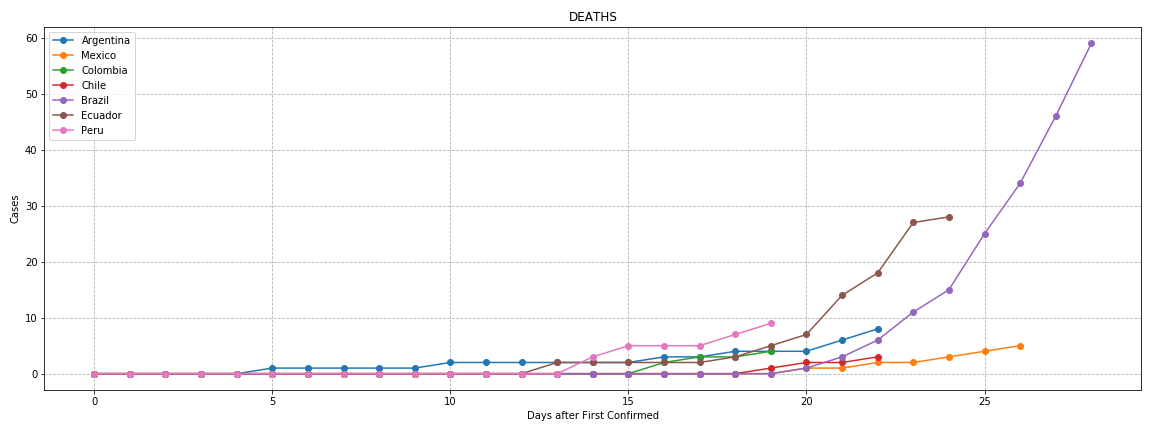 DEATHS
Argentina
Mexico
Colombia
Chile
Brazil
Ecuador
Peru
Cases
60
50
40
30
20
10
0
0 5 10 15 20 25
Days after First Confirmed